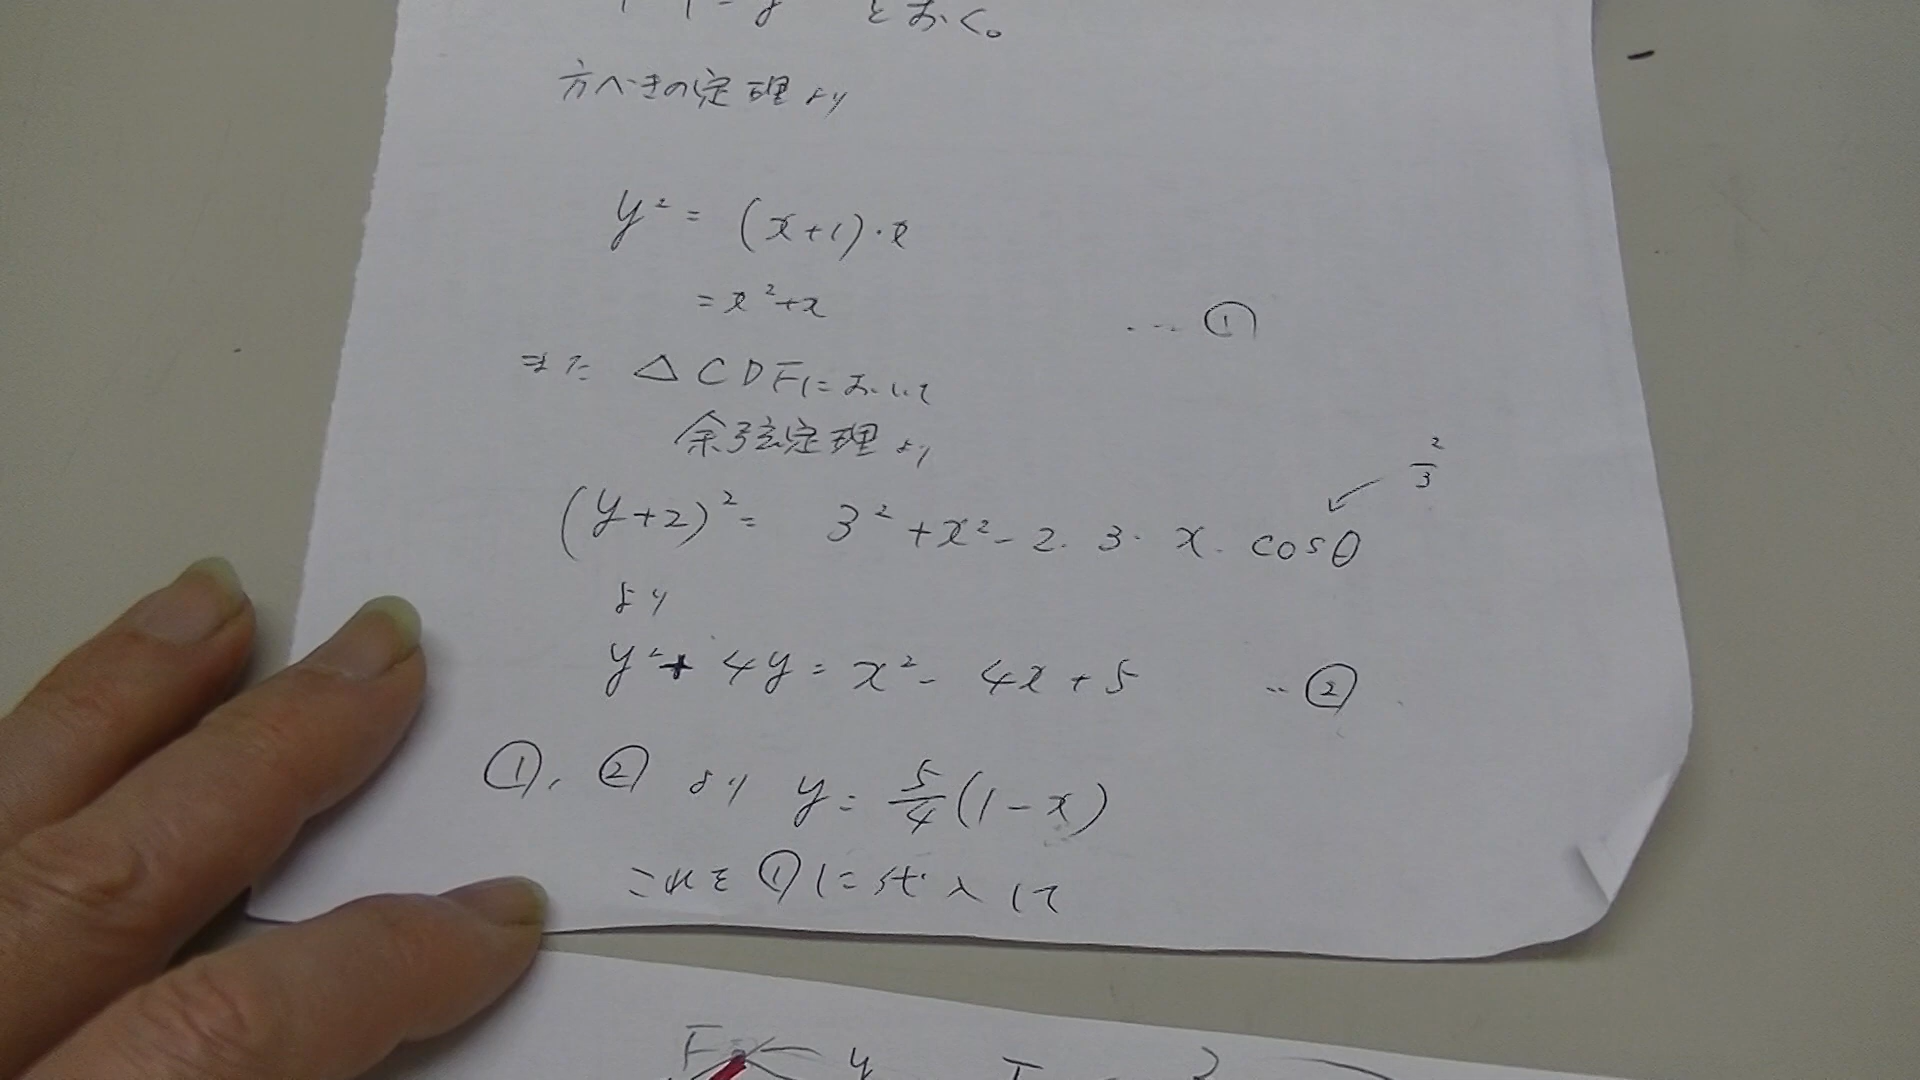 とおく。
方べきの定理より
y² = (x+1)・x
= x²+x ... ①
また △CDFにおいて
余弦定理より
2/3
(y+2)² = 3²+x²-2・3・x・cosθ
より
y²+4y = x²-4x+5 ... ②
①, ② より y = 5/4(1-x)
これを①に代入して
F y